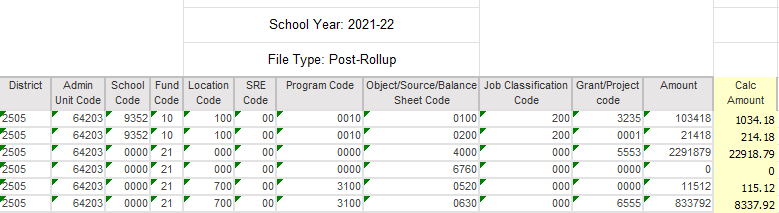 School Year: 2021-22
File Type: Post-Rollup
District Admin Unit Code School Code Fund Code Location Code SRE Code Program Code Object/Source/Balance Sheet Code Job Classification Code Grant/Project code Amount Calc Amount
2505 64203 9352 10 100 00 0010 0100 200 3235 103418 1034.18
2505 64203 9352 10 100 00 0010 0200 200 0001 21418 214.18
2505 64203 0000 21 000 00 0000 4000 000 5553 2291879 22918.79
2505 64203 0000 21 000 00 0000 6760 000 0000 0 0
2505 64203 0000 21 700 00 3100 0520 000 0000 11512 115.12
2505 64203 0000 21 700 00 3100 0630 000 6555 833792 8337.92